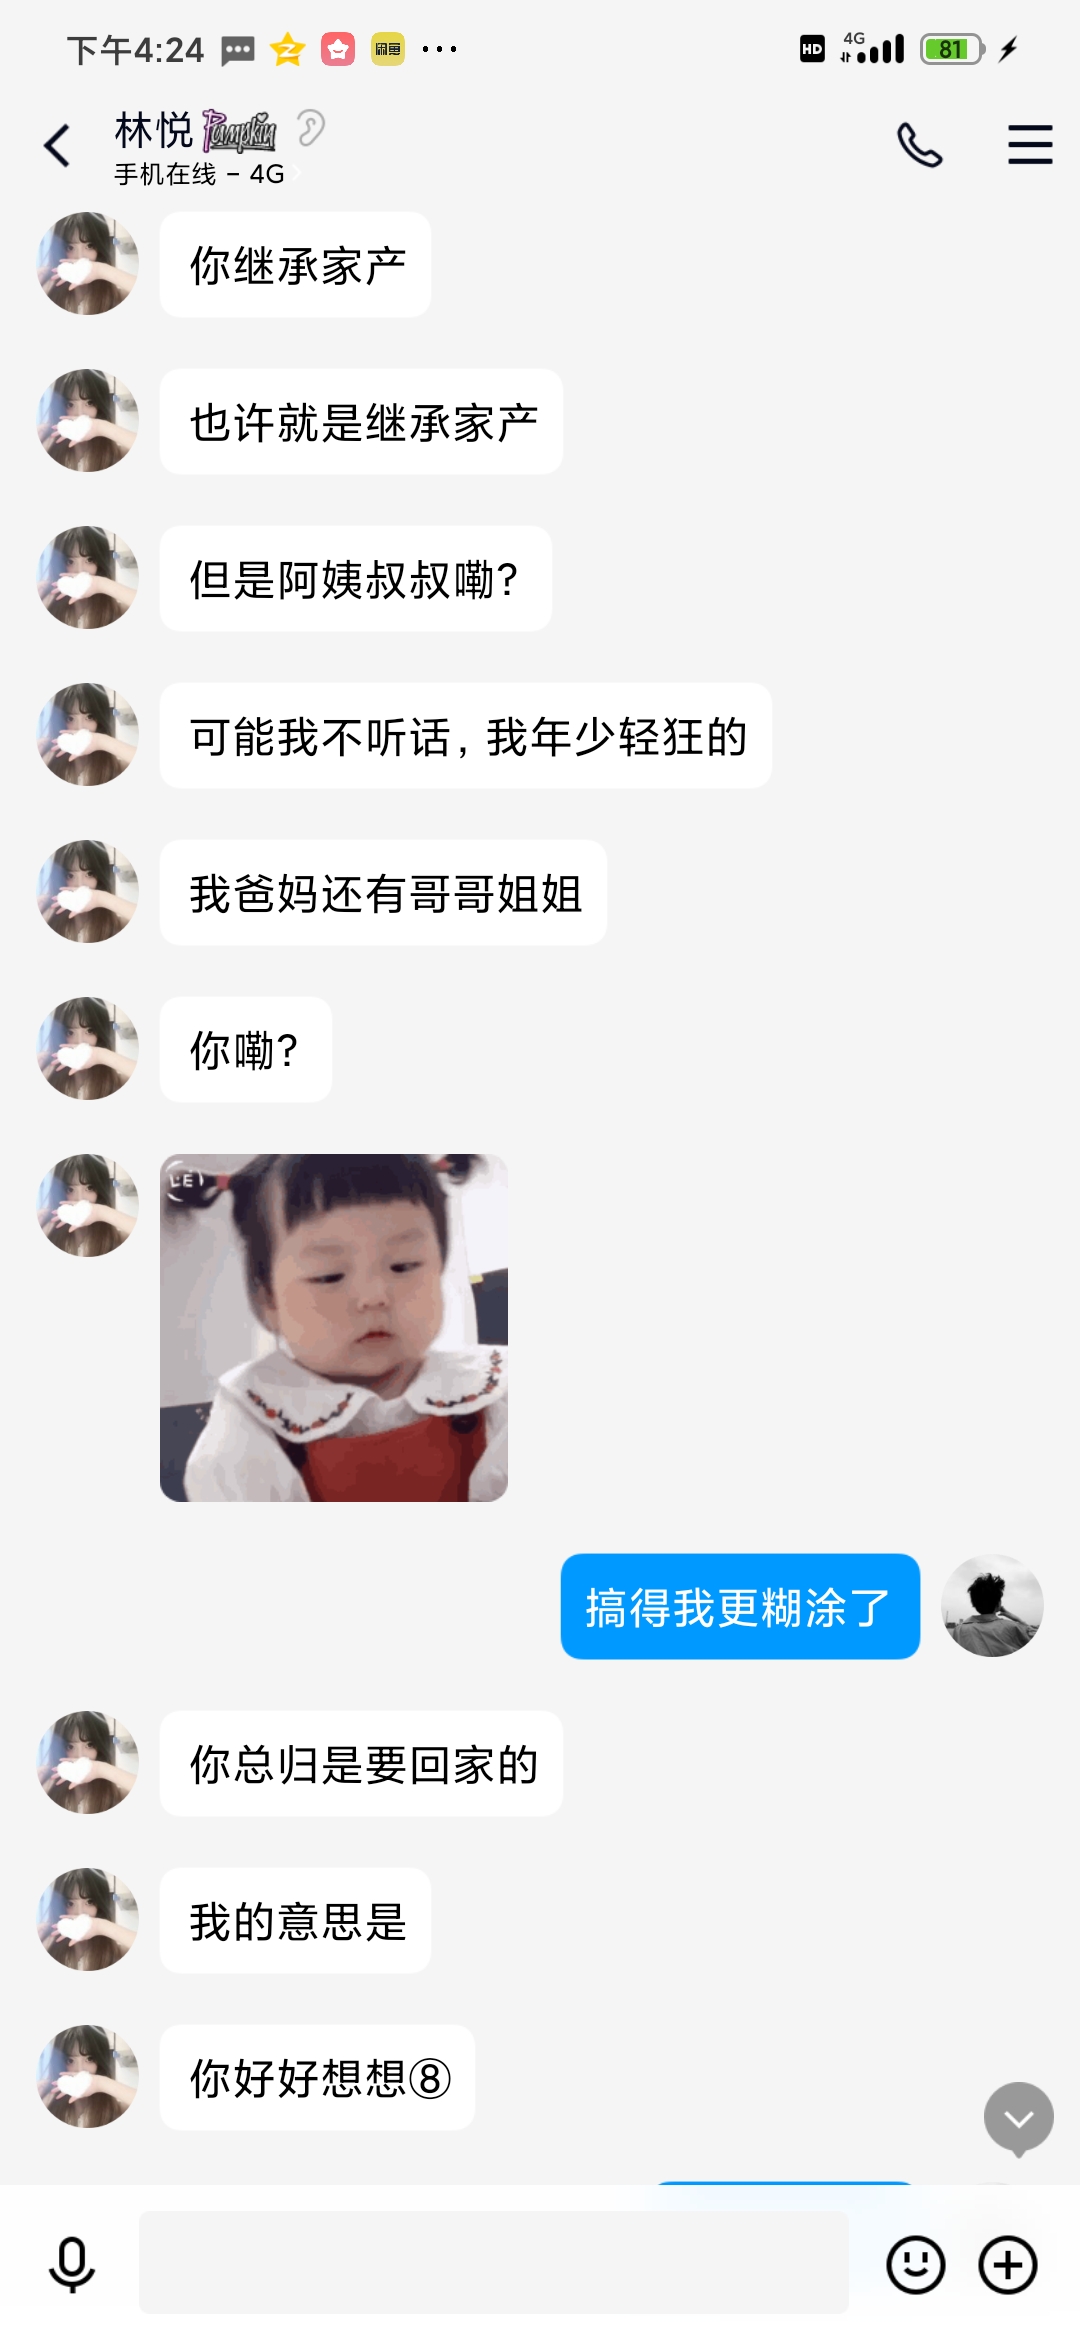 下午4:24
闲鱼
HD
4G
81
林悦 Pumpkin
手机在线 - 4G
你继承家产
也许就是继承家产
但是阿姨叔叔嘞?
可能我不听话, 我年少轻狂的
我爸妈还有哥哥姐姐
你嘞?
LE
搞得我更糊涂了
你总归是要回家的
我的意思是
你好好想想⑧